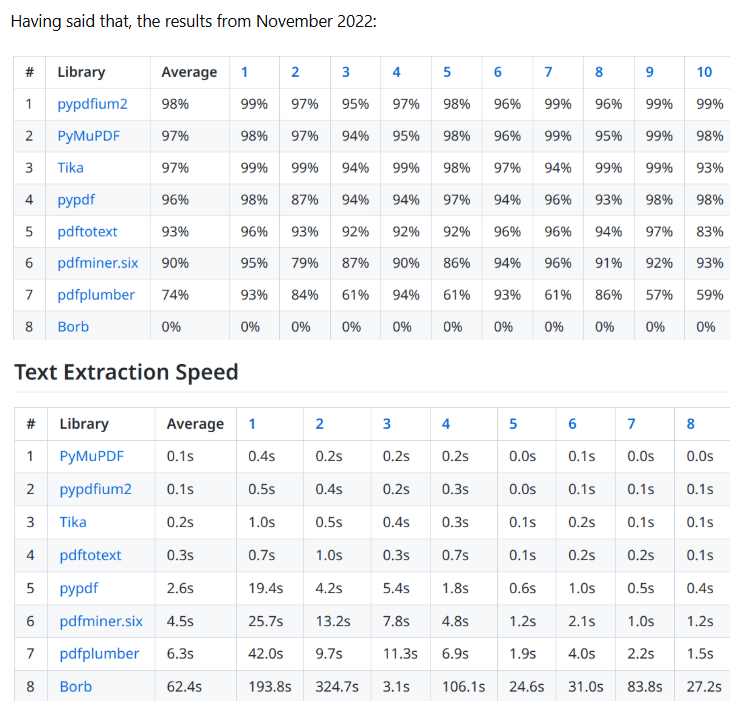 Having said that, the results from November 2022:
# Library Average 1 2 3 4 5 6 7 8 9 10
1 pypdfium2 98% 99% 97% 95% 97% 98% 96% 99% 96% 99% 99%
2 PyMuPDF 97% 98% 97% 94% 95% 98% 96% 99% 95% 99% 98%
3 Tika 97% 99% 99% 94% 99% 98% 97% 94% 99% 99% 93%
4 pypdf 96% 98% 87% 94% 94% 97% 94% 96% 93% 98% 98%
5 pdftotext 93% 96% 93% 92% 92% 92% 96% 96% 94% 97% 83%
6 pdfminer.six 90% 95% 79% 87% 90% 86% 94% 96% 91% 92% 93%
7 pdfplumber 74% 93% 84% 61% 94% 61% 93% 61% 86% 57% 59%
8 Borb 0% 0% 0% 0% 0% 0% 0% 0% 0% 0% 0%
Text Extraction Speed
# Library Average 1 2 3 4 5 6 7 8
1 PyMuPDF 0.1s 0.4s 0.2s 0.2s 0.2s 0.0s 0.1s 0.0s 0.0s
2 pypdfium2 0.1s 0.5s 0.4s 0.2s 0.3s 0.0s 0.1s 0.1s 0.1s
3 Tika 0.2s 1.0s 0.5s 0.4s 0.3s 0.1s 0.2s 0.1s 0.1s
4 pdftotext 0.3s 0.7s 1.0s 0.3s 0.7s 0.1s 0.2s 0.2s 0.1s
5 pypdf 2.6s 19.4s 4.2s 5.4s 1.8s 0.6s 1.0s 0.5s 0.4s
6 pdfminer.six 4.5s 25.7s 13.2s 7.8s 4.8s 1.2s 2.1s 1.0s 1.2s
7 pdfplumber 6.3s 42.0s 9.7s 11.3s 6.9s 1.9s 4.0s 2.2s 1.5s
8 Borb 62.4s 193.8s 324.7s 3.1s 106.1s 24.6s 31.0s 83.8s 27.2s